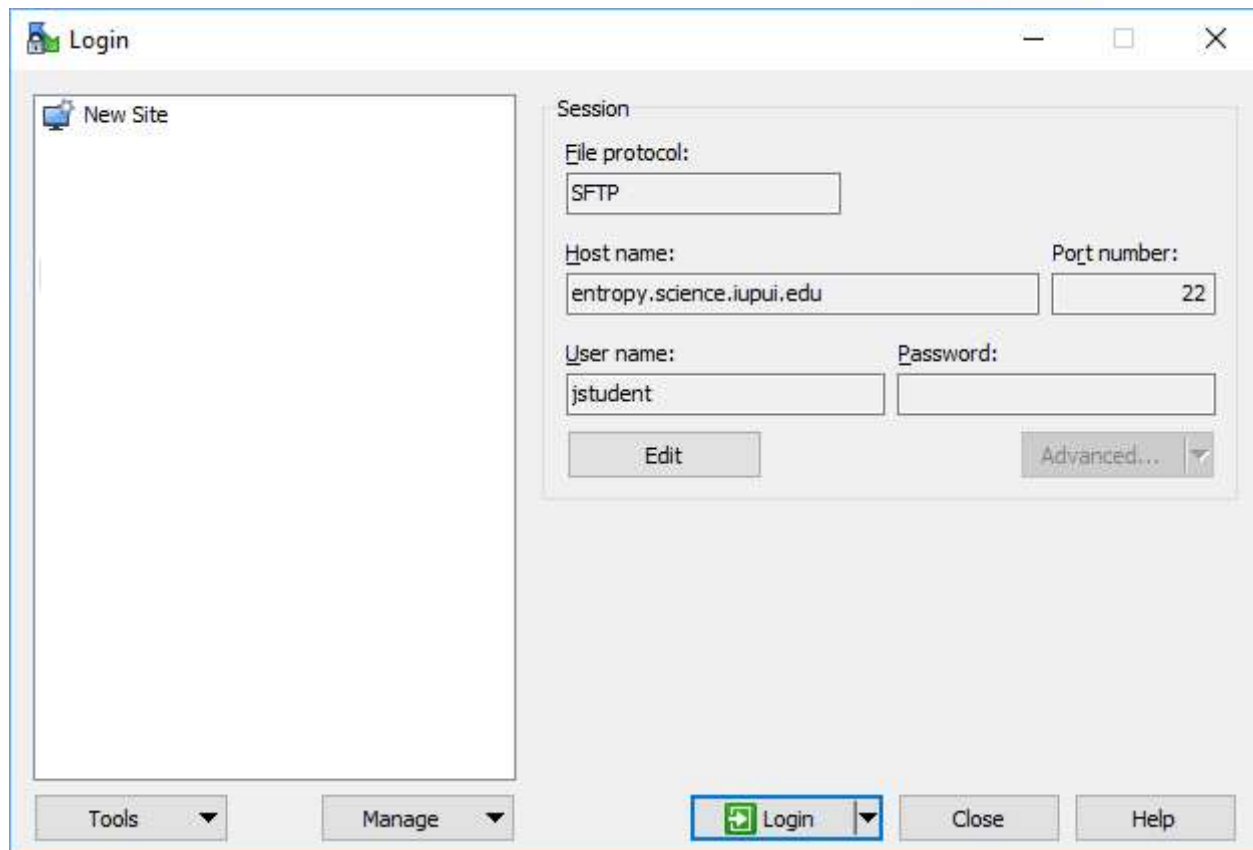 Login
New Site
Session
File protocol:
SFTP
Host name: Port number:
entropy.science.iupui.edu 22
User name: Password:
jstudent
Edit Advanced...
Tools Manage Login Close Help